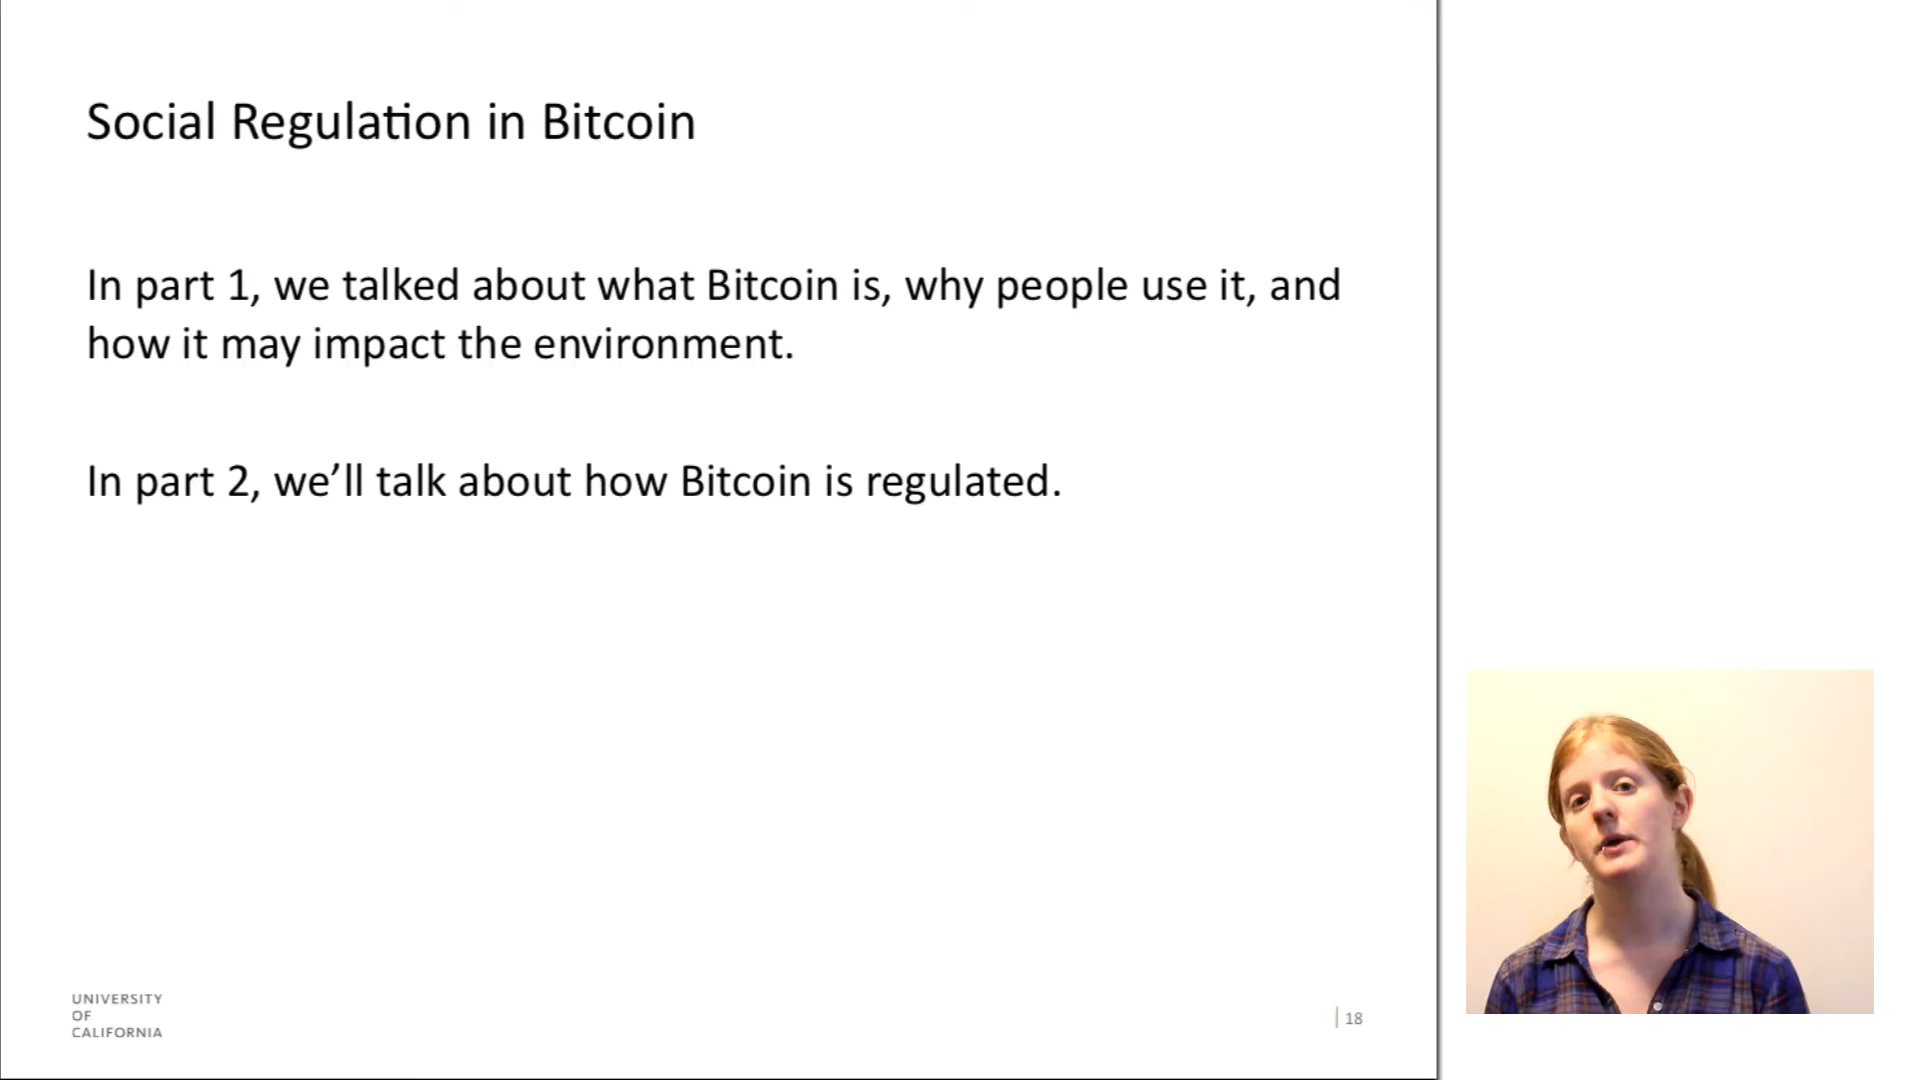 Social Regulation in Bitcoin
In part 1, we talked about what Bitcoin is, why people use it, and
how it may impact the environment.
In part 2, we’ll talk about how Bitcoin is regulated.
UNIVERSITY
OF
CALIFORNIA
18